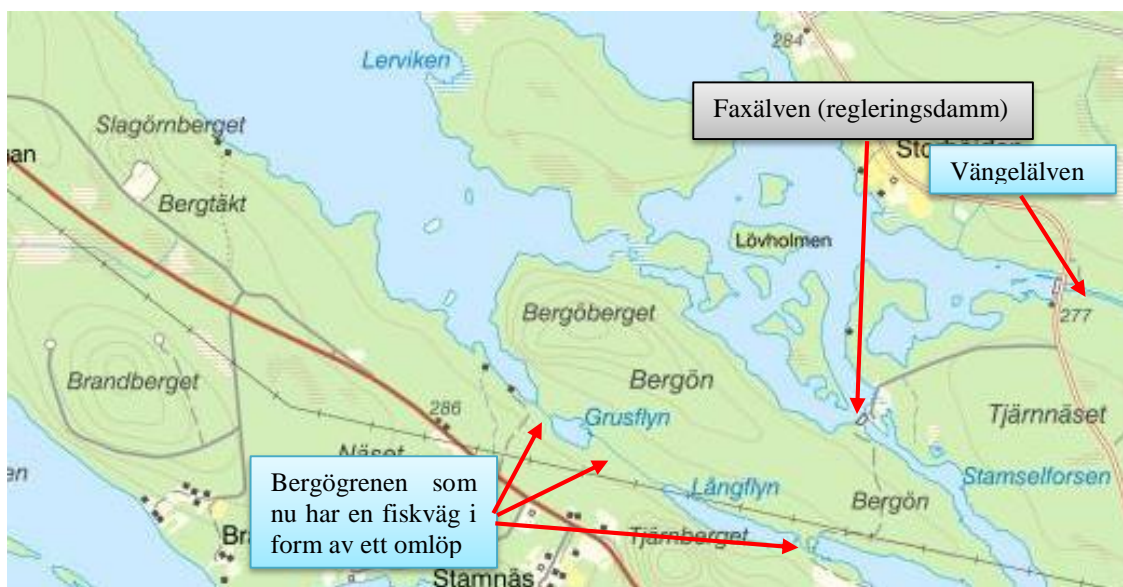 Lerviken
284
Faxälven (regleringsdamm)
Slagörnberget
Vängelälven
Bergtäkt
Lövholmen
Bergöberget
277
Brandberget
Bergön
286
Grusflyn
Tjärnnäset
Näset
Bergögrenen som
nu har en fiskväg i
form av ett omlöp
Långflyn
Stamselforsen
Bergön
Tjärnberget
Stamnäs